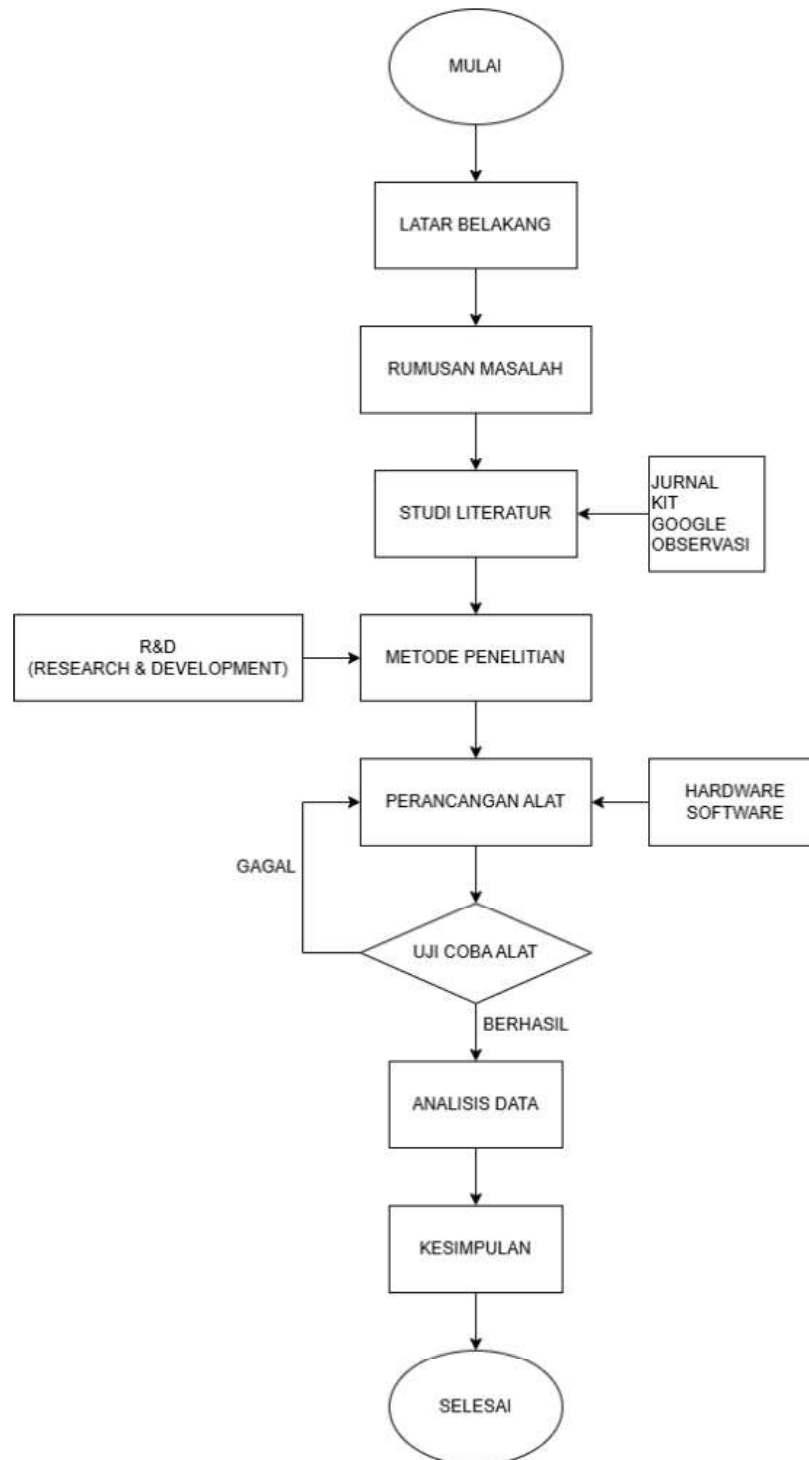 MULAI
LATAR BELAKANG
RUMUSAN MASALAH
STUDI LITERATUR
JURNAL
KIT
GOOGLE
OBSERVASI
R&D
(RESEARCH & DEVELOPMENT)
METODE PENELITIAN
PERANCANGAN ALAT
HARDWARE
SOFTWARE
GAGAL
UJI COBA ALAT
BERHASIL
ANALISIS DATA
KESIMPULAN
SELESAI